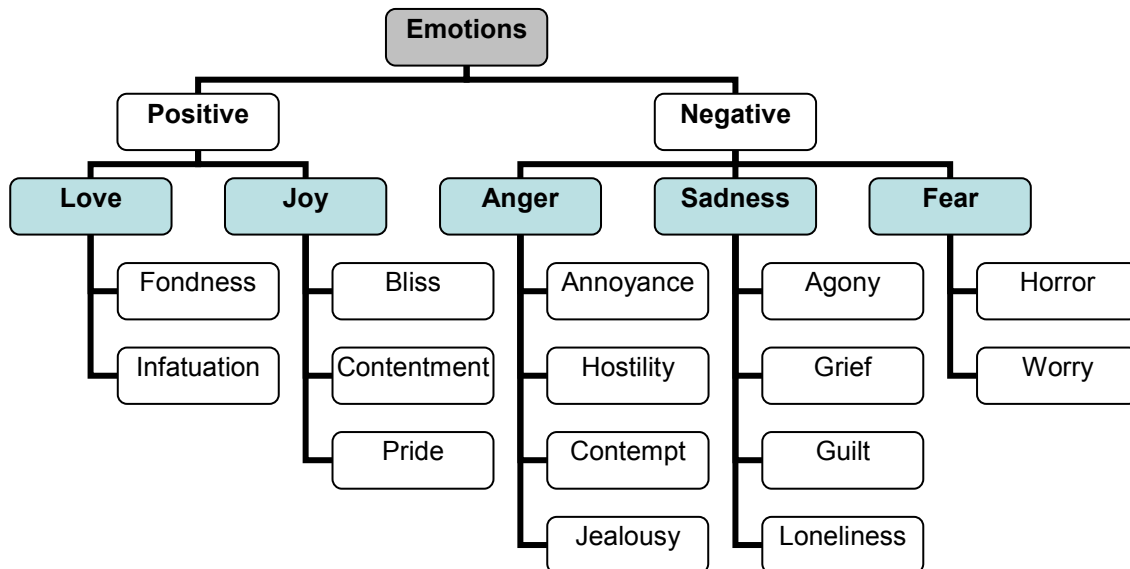 Emotions
Positive
Negative
Love
Joy
Anger
Sadness
Fear
Fondness
Bliss
Annoyance
Agony
Horror
Infatuation
Contentment
Hostility
Grief
Worry
Pride
Contempt
Guilt
Jealousy
Loneliness